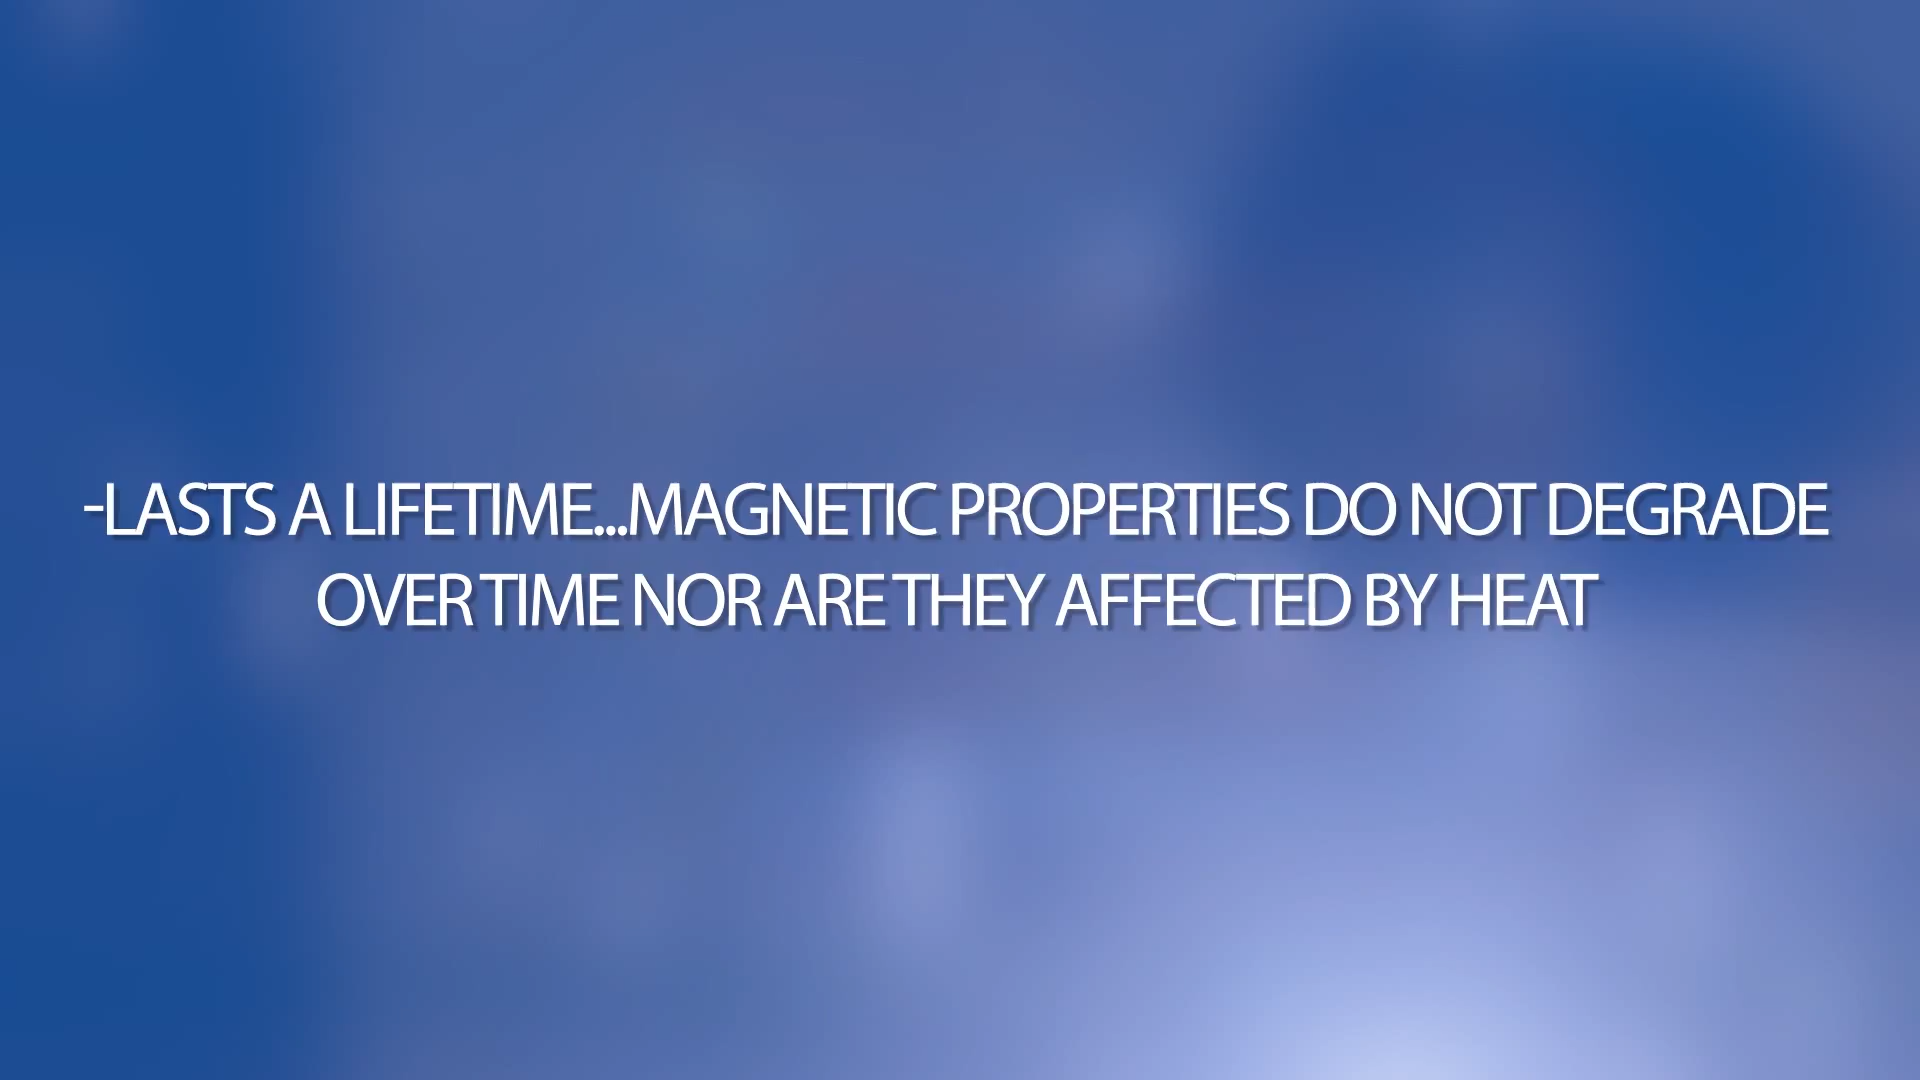 -LASTS A LIFETIME...MAGNETIC PROPERTIES DO NOT DEGRADE
OVER TIME NOR ARE THEY AFFECTED BY HEAT